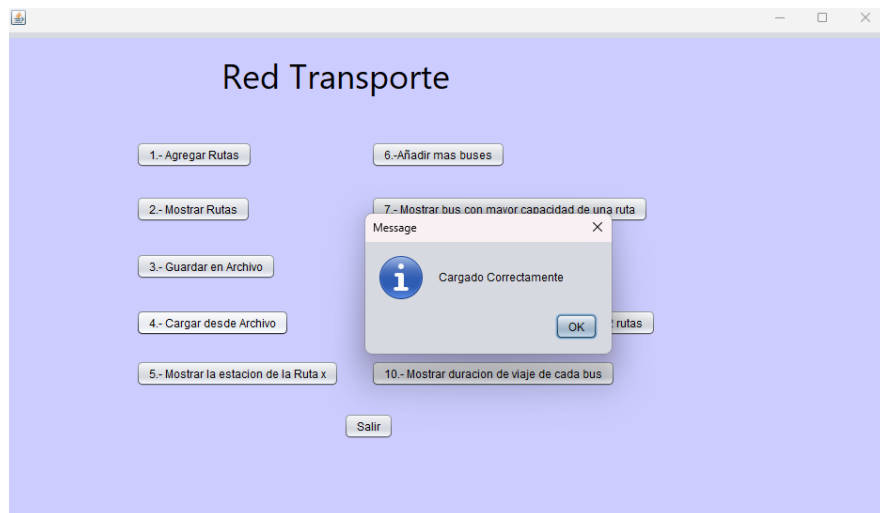 Red Transporte
1.- Agregar Rutas
6.-Añadir mas buses
2.- Mostrar Rutas
7.- Mostrar bus con mayor capacidad de una ruta
Message
3.- Guardar en Archivo
Cargado Correctamente
4.- Cargar desde Archivo
OK
rutas
5.- Mostrar la estacion de la Ruta x
10.- Mostrar duracion de viaje de cada bus
Salir